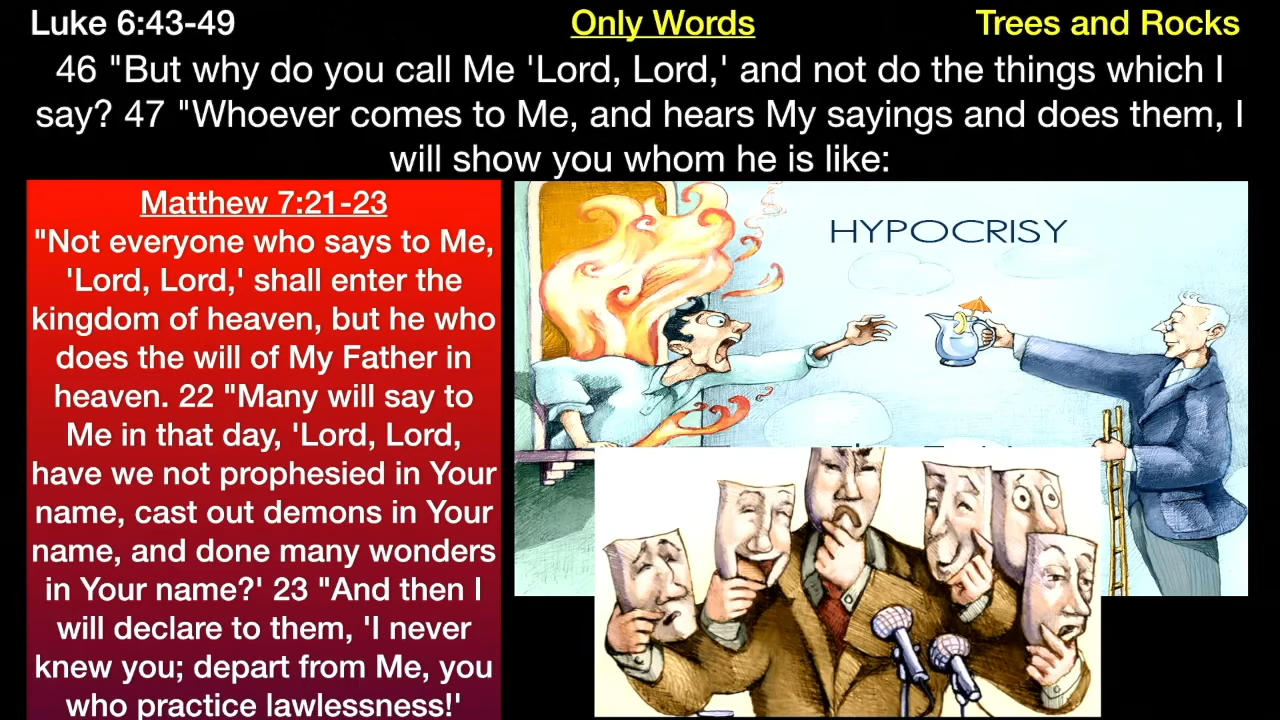 Luke 6:43-49
Only Words
Trees and Rocks
46 "But why do you call Me 'Lord, Lord,' and not do the things which I
say? 47 "Whoever comes to Me, and hears My sayings and does them, I
will show you whom he is like:
Matthew 7:21-23
"Not everyone who says to Me,
'Lord, Lord,' shall enter the
kingdom of heaven, but he who
does the will of My Father in
heaven. 22 "Many will say to
Me in that day, 'Lord, Lord,
have we not prophesied in Your
name, cast out demons in Your
name, and done many wonders
in Your name?' 23 "And then I
will declare to them, 'I never
knew you; depart from Me, you
who practice lawlessness!'
HYPOCRISY